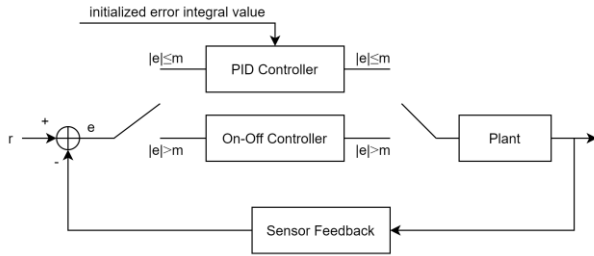 initialized error integral value
|e|≤m
PID Controller
|e|≤m
+
r
e
-
|e|>m
On-Off Controller
|e|>m
Plant
Sensor Feedback